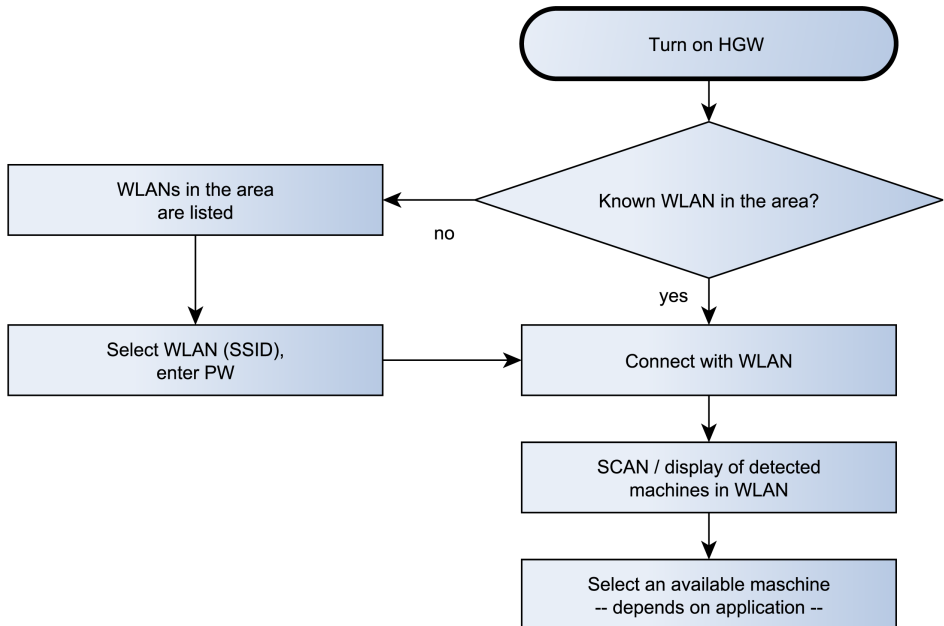 Turn on HGW
Known WLAN in the area?
WLANs in the area
are listed
no
yes
Select WLAN (SSID),
enter PW
Connect with WLAN
SCAN / display of detected
machines in WLAN
Select an available maschine
-- depends on application --